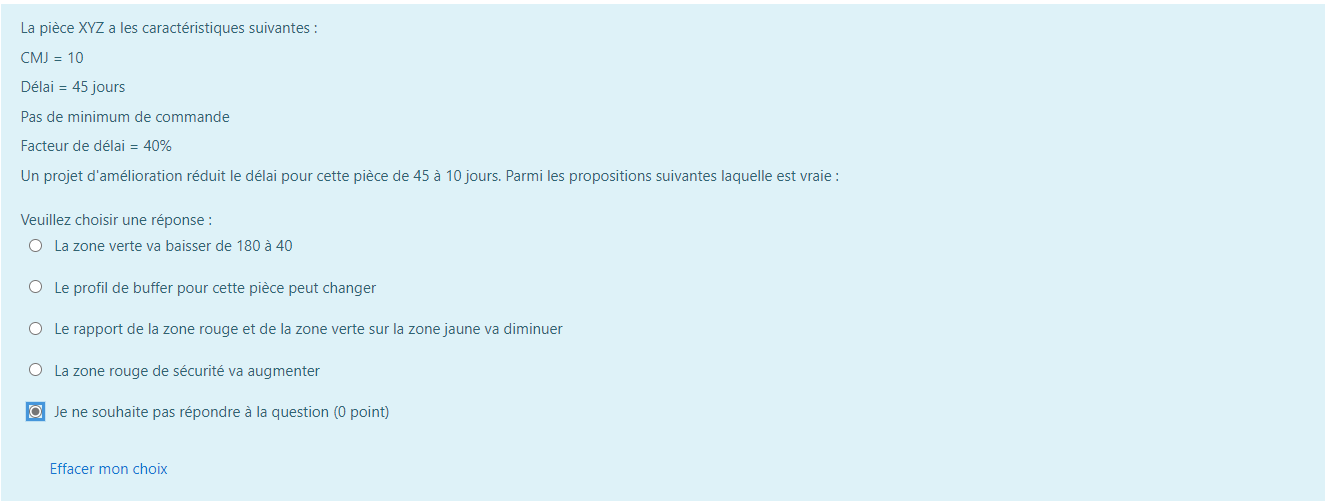 La pièce XYZ a les caractéristiques suivantes :
CMJ = 10
Délai = 45 jours
Pas de minimum de commande
Facteur de délai = 40%
Un projet d'amélioration réduit le délai pour cette pièce de 45 à 10 jours. Parmi les propositions suivantes laquelle est vraie :
Veuillez choisir une réponse :
La zone verte va baisser de 180 à 40
Le profil de buffer pour cette pièce peut changer
Le rapport de la zone rouge et de la zone verte sur la zone jaune va diminuer
La zone rouge de sécurité va augmenter
Je ne souhaite pas répondre à la question (0 point)
Effacer mon choix